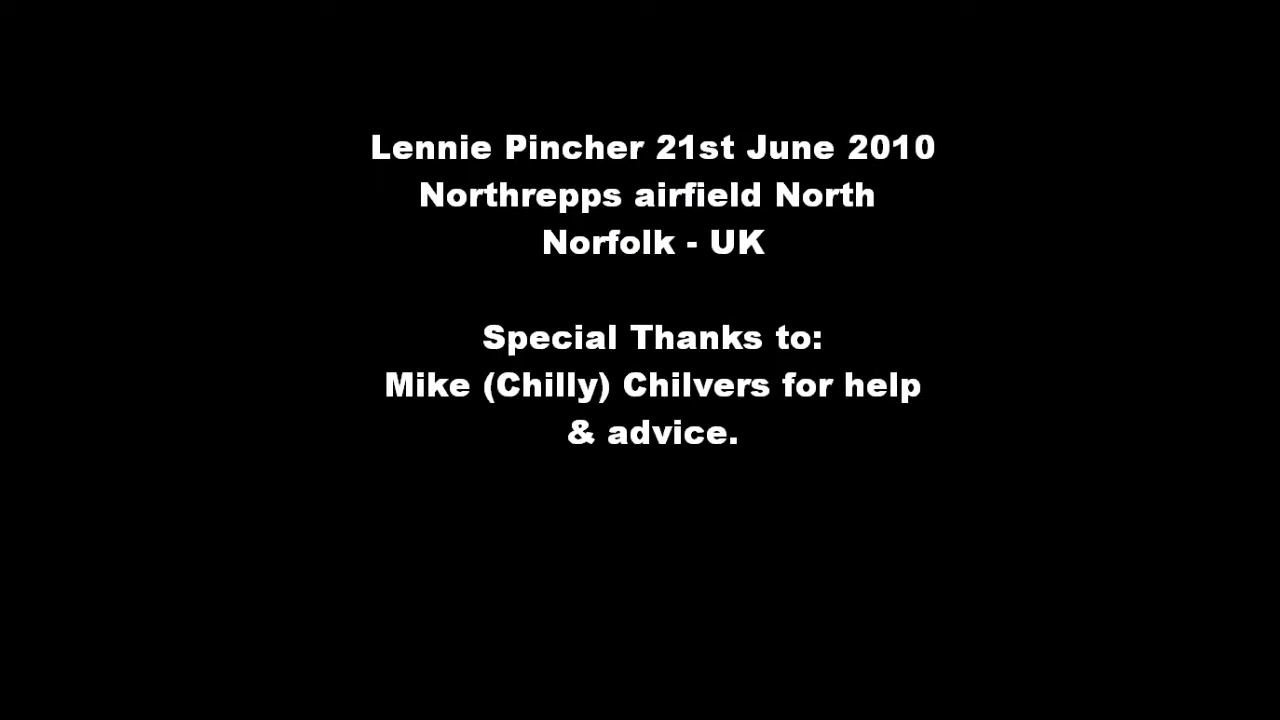 Lennie Pincher 21st June 2010
Northrepps airfield North
Norfolk - UK
Special Thanks to:
Mike (Chilly) Chilvers for help
& advice.